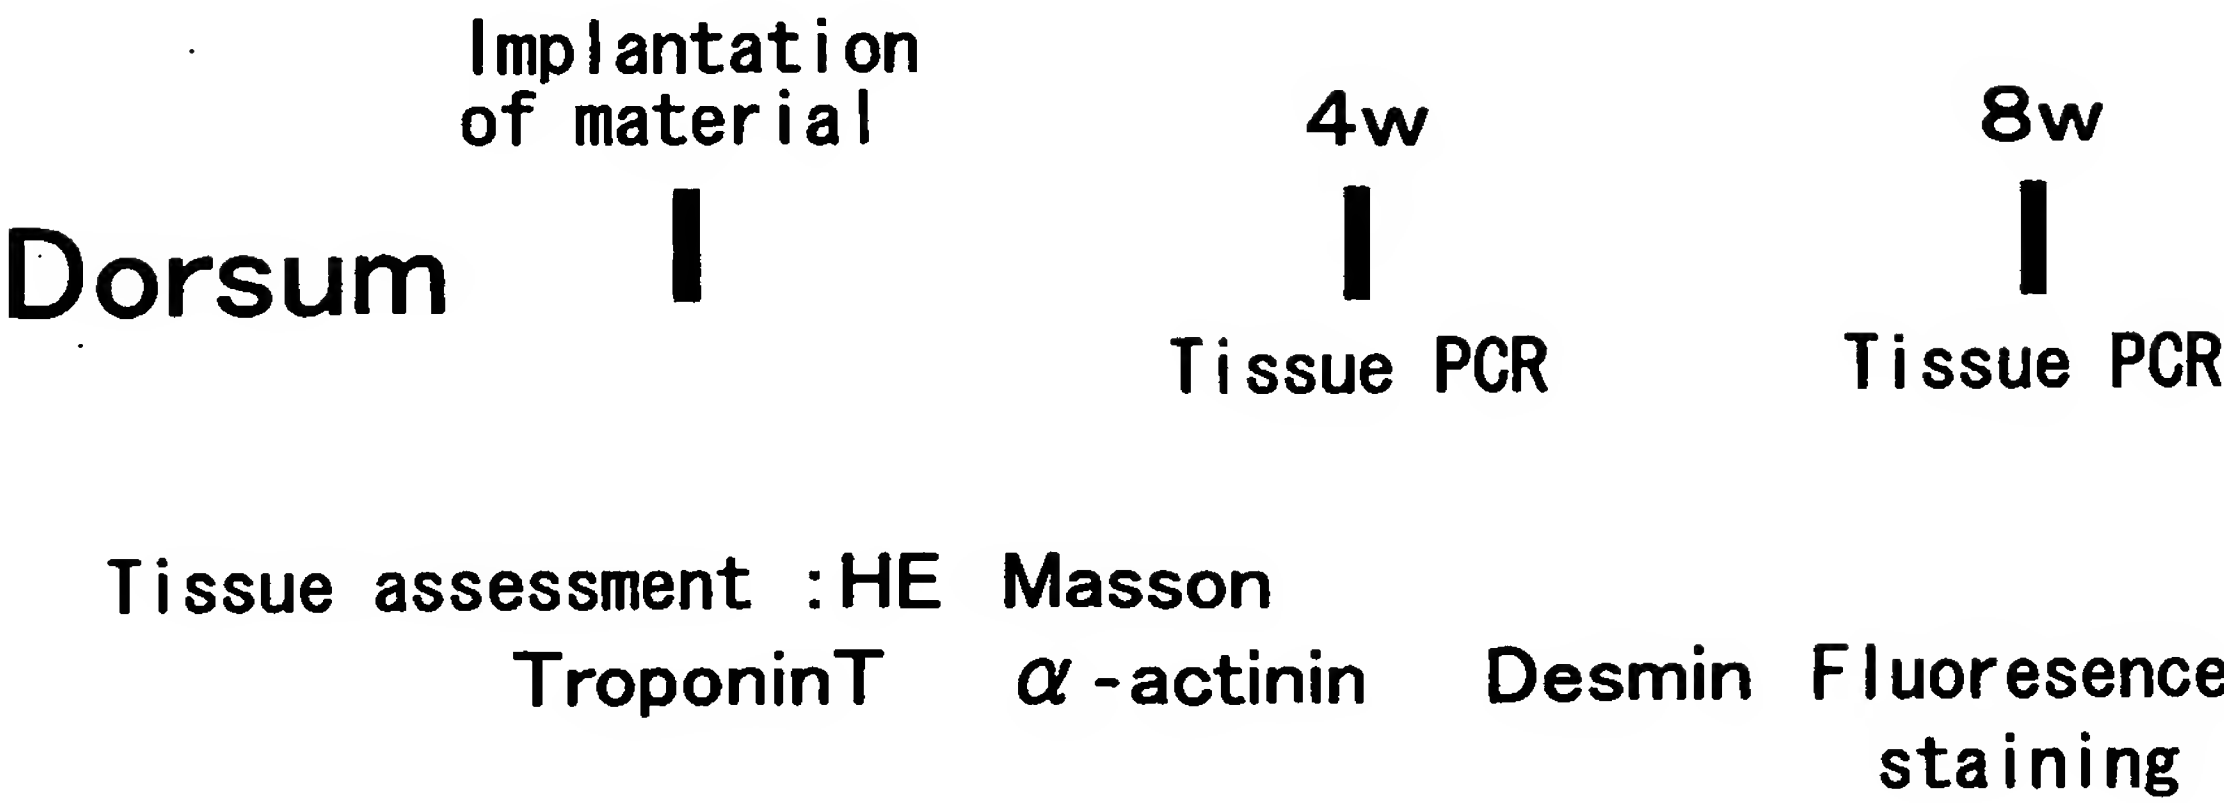 Implantation
of material
4w
8w
Dorsum
Tissue PCR
Tissue PCR
Tissue assessment :HE Masson
TroponinT α-actinin Desmin Fluoresence
staining